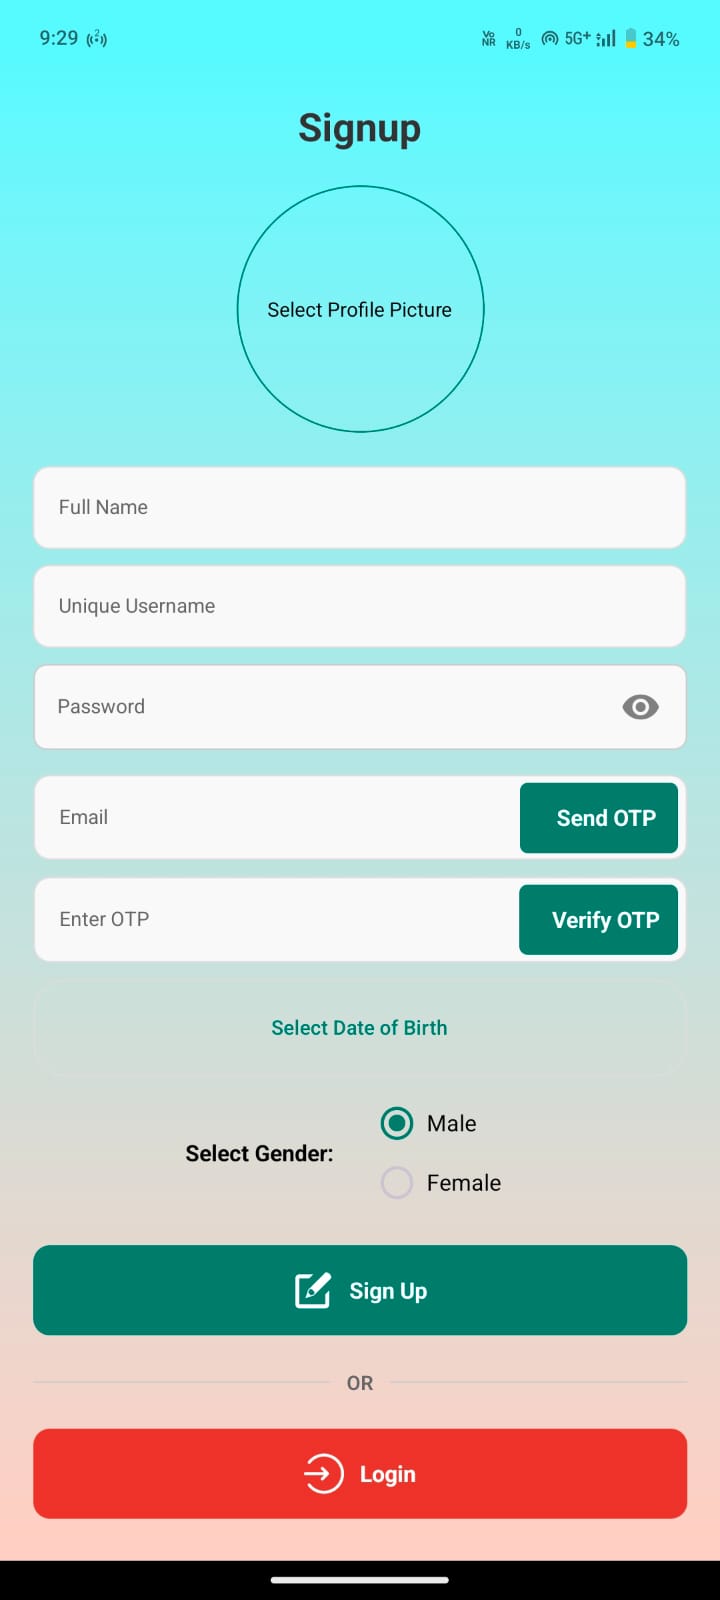 9:29 2 Vo NR 0 KB/s 5G+ 34%
Signup
Select Profile Picture
Full Name
Unique Username
Password
Email Send OTP
Enter OTP Verify OTP
Select Date of Birth
Male
Select Gender:
Female
Sign Up
OR
Login